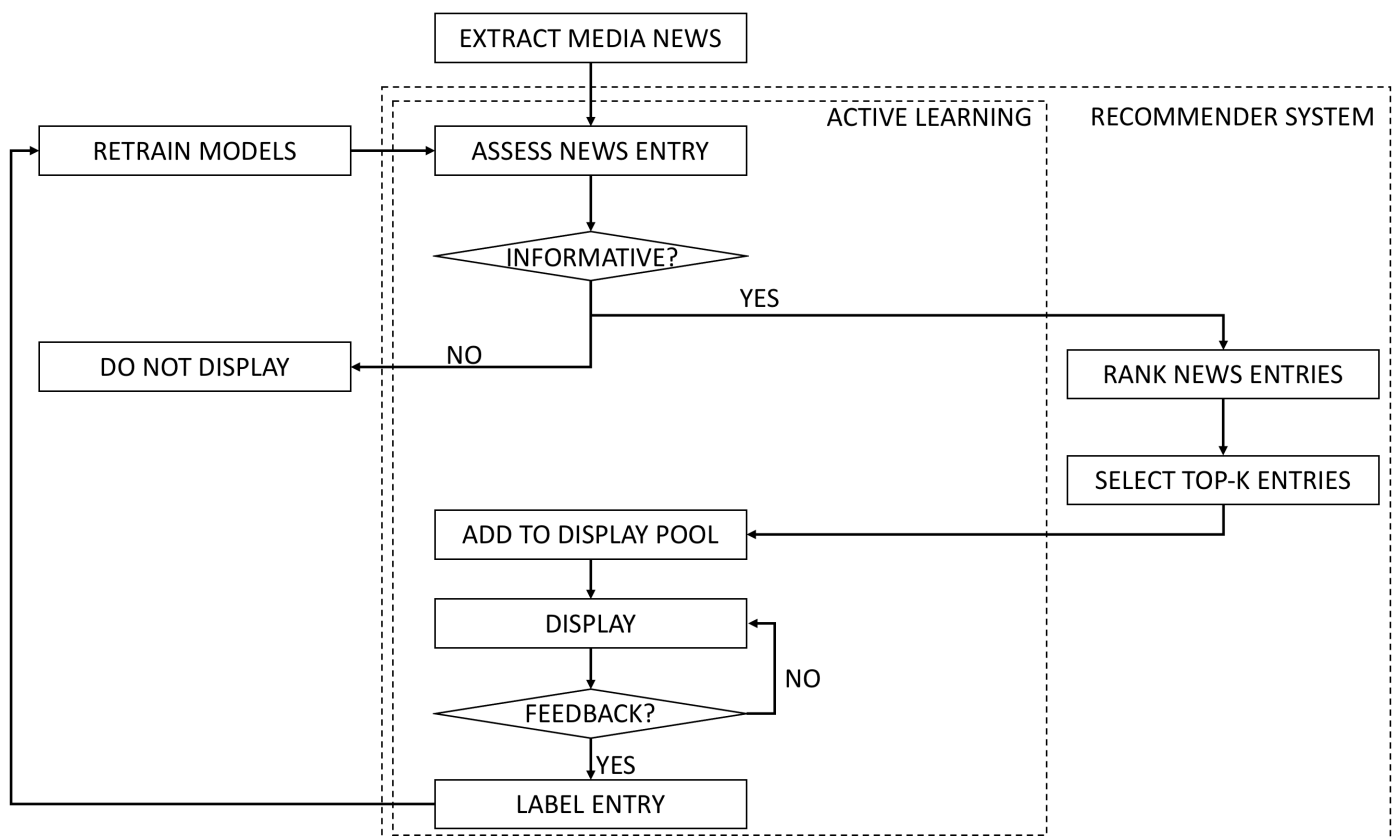 EXTRACT MEDIA NEWS
ACTIVE LEARNING
RECOMMENDER SYSTEM
RETRAIN MODELS
ASSESS NEWS ENTRY
INFORMATIVE?
YES
NO
DO NOT DISPLAY
RANK NEWS ENTRIES
SELECT TOP-K ENTRIES
ADD TO DISPLAY POOL
DISPLAY
NO
FEEDBACK?
YES
LABEL ENTRY